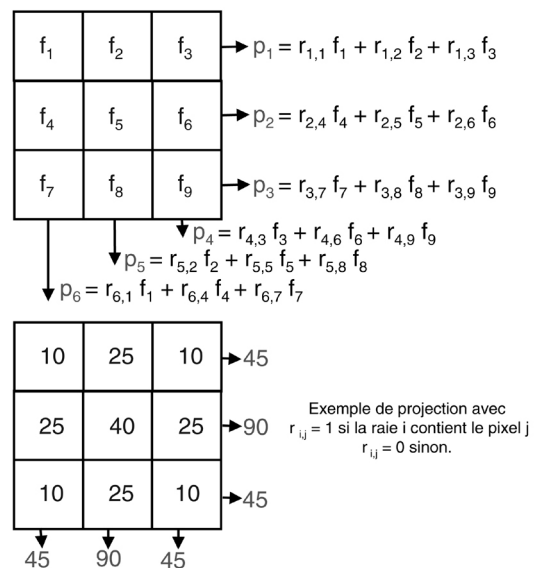 f1 f2 f3 p1 = r1,1 f1 + r1,2 f2 + r1,3 f3
f4 f5 f6 p2 = r2,4 f4 + r2,5 f5 + r2,6 f6
f7 f8 f9 p3 = r3,7 f7 + r3,8 f8 + r3,9 f9
p4 = r4,3 f3 + r4,6 f6 + r4,9 f9
p5 = r5,2 f2 + r5,5 f5 + r5,8 f8
p6 = r6,1 f1 + r6,4 f4 + r6,7 f7
10 25 10 45
25 40 25 90
10 25 10 45
45 90 45
Exemple de projection avec
r i,j = 1 si la raie i contient le pixel j
r i,j = 0 sinon.